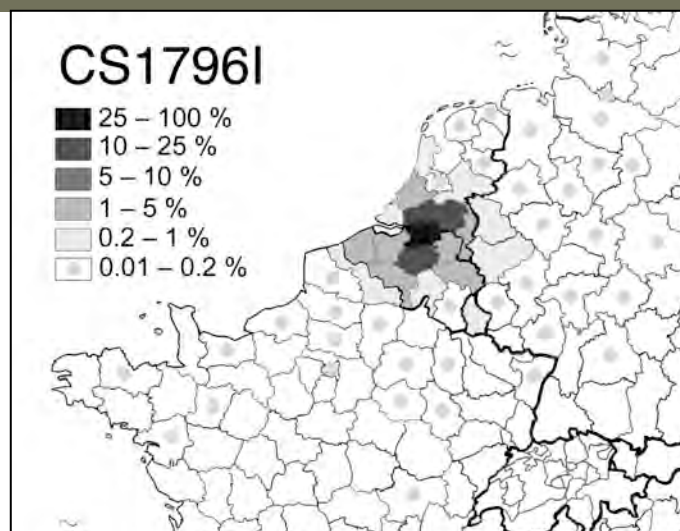 CS1796I
25 – 100 %
10 – 25 %
5 – 10 %
1 – 5 %
0.2 – 1 %
0.01 – 0.2 %